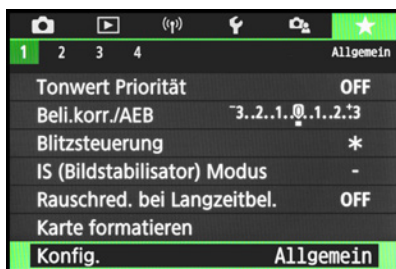 1 2 3 4 Allgemein
Tonwert Priorität OFF
Beli.korr./AEB -3..2..1..0..1..2.+3
Blitzsteuerung
IS (Bildstabilisator) Modus -
Rauschred. bei Langzeitbel. OFF
Karte formatieren
Konfig. Allgemein